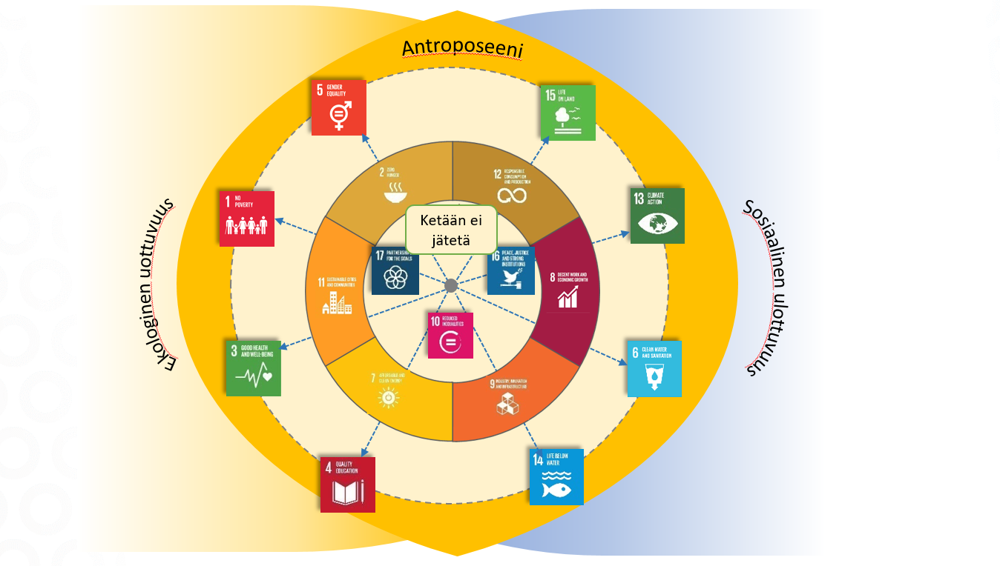 Antroposeeni
5 GENDER
EQUALITY
15 LIFE
ON LAND
2 ZERO
HUNGER
12 RESPONSIBLE
CONSUMPTION
AND PRODUCTION
1 NO
POVERTY
13 CLIMATE
ACTION
Ekologinen uottuvuus
Sosiaalinen ulottuvuus
Ketään ei
jätetä
17 PARTNERSHIPS
FOR THE GOALS
16 PEACE, JUSTICE
AND STRONG
INSTITUTIONS
11 SUSTAINABLE CITIES
AND COMMUNITIES
8 DECENT WORK AND
ECONOMIC GROWTH
10 REDUCED
INEQUALITIES
3 GOOD HEALTH
AND WELL-BEING
6 CLEAN WATER
AND SANITATION
7 AFFORDABLE AND
CLEAN ENERGY
9 INDUSTRY, INNOVATION
AND INFRASTRUCTURE
4 QUALITY
EDUCATION
14 LIFE BELOW
WATER